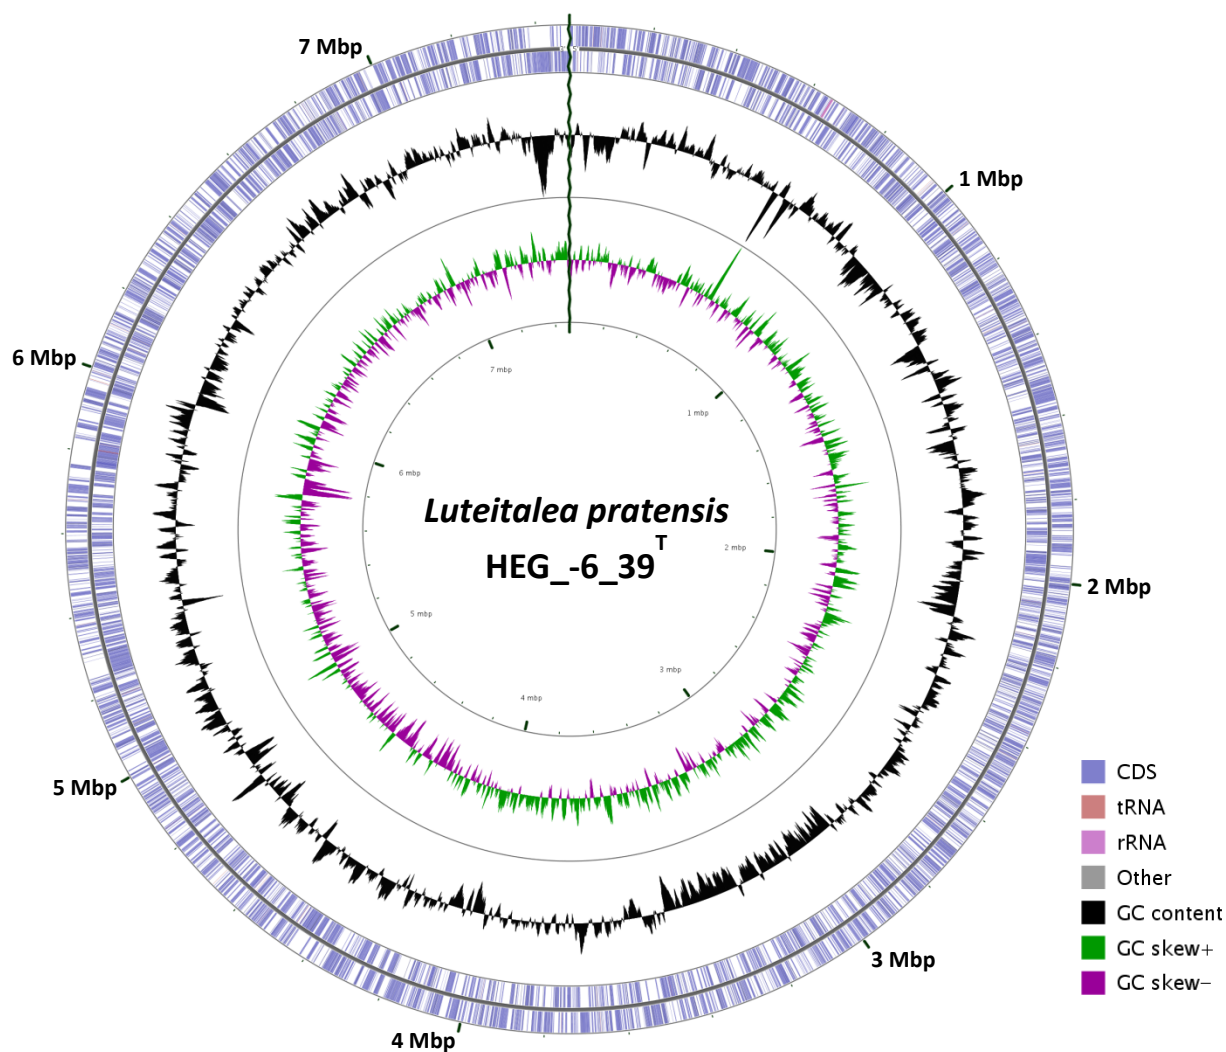 7 Mbp
1 Mbp
6 Mbp
7 mbp
1 mbp
6 mbp
Luteitalea pratensis
T
HEG_-6_39
2 mbp
2 Mbp
5 mbp
3 mbp
4 mbp
5 Mbp
CDS
tRNA
rRNA
Other
GC content
GC skew+
GC skew-
3 Mbp
4 Mbp